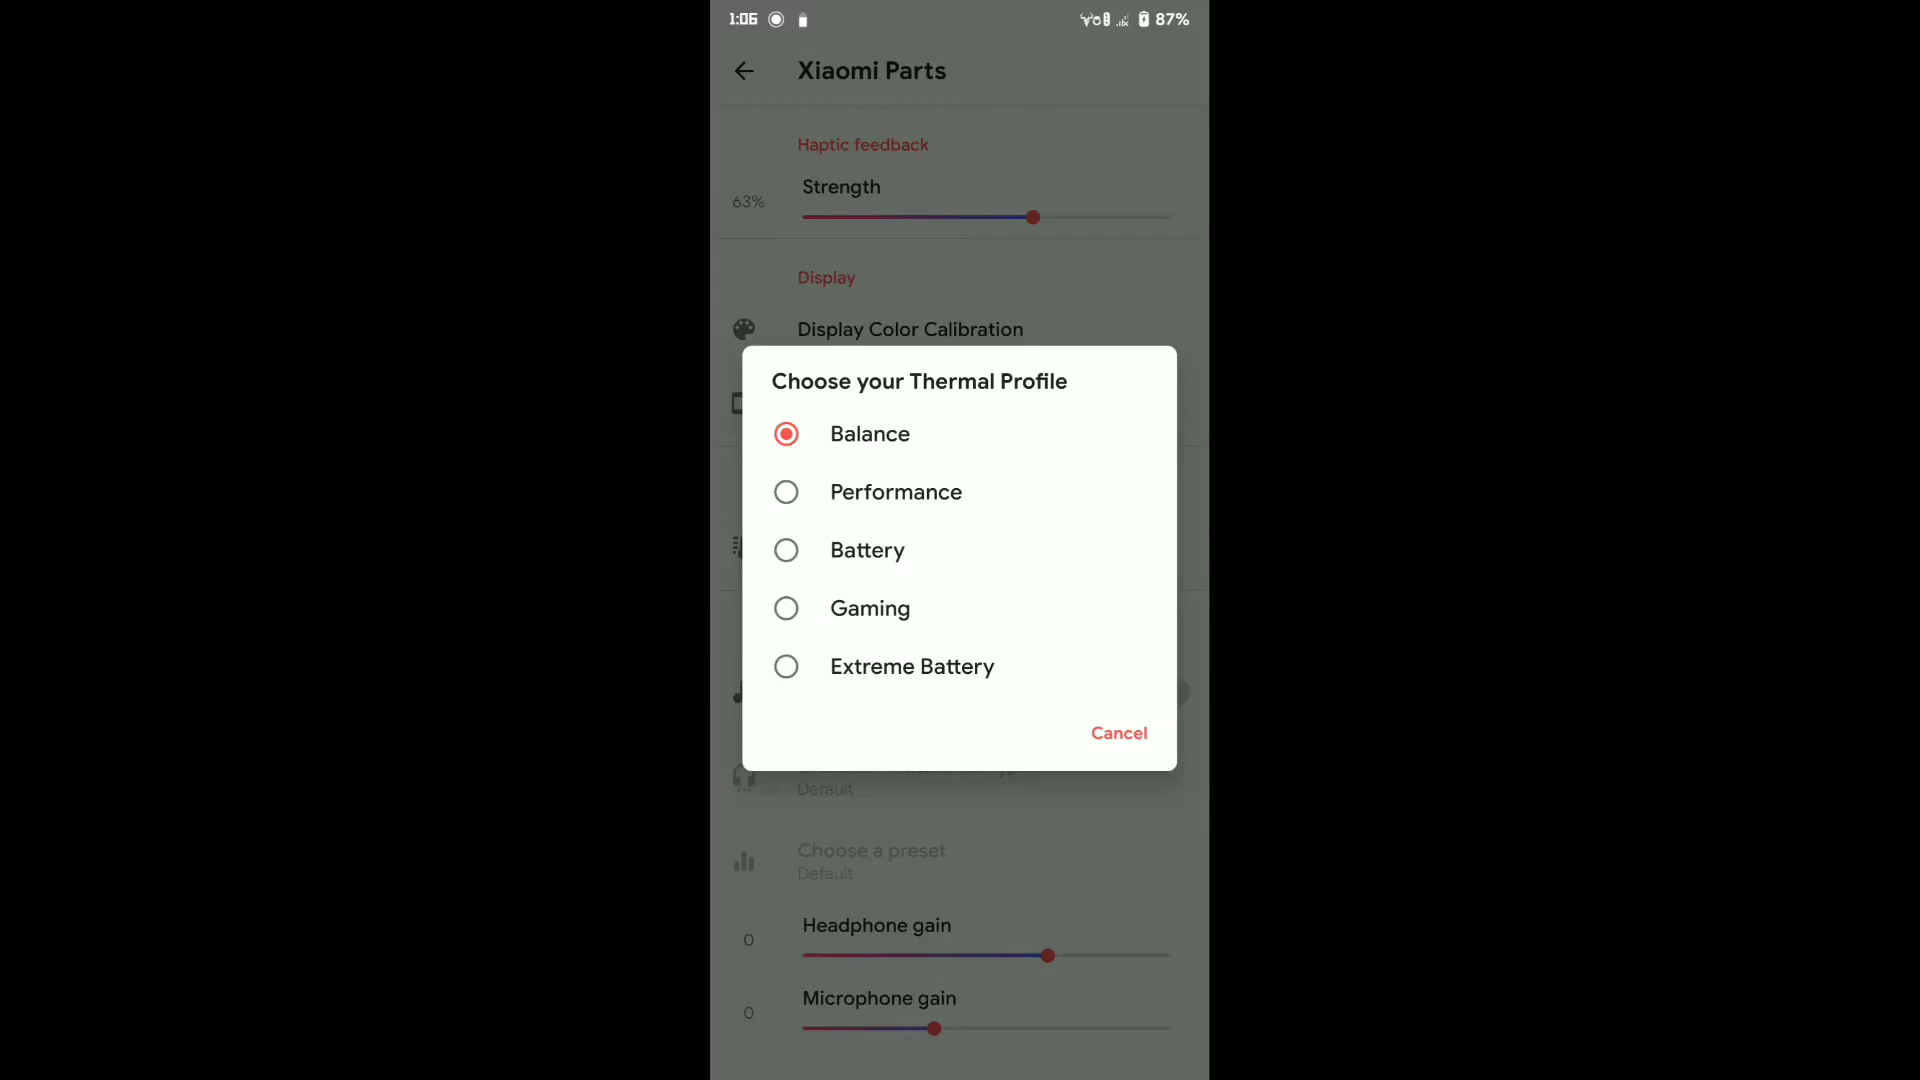 1:06
87%
Xiaomi Parts
Haptic feedback
Strength
63%
Display
Display Color Calibration
Choose your Thermal Profile
Balance
Performance
Battery
Gaming
Extreme Battery
Cancel
Default
Choose a preset
Default
Headphone gain
0
Microphone gain
0